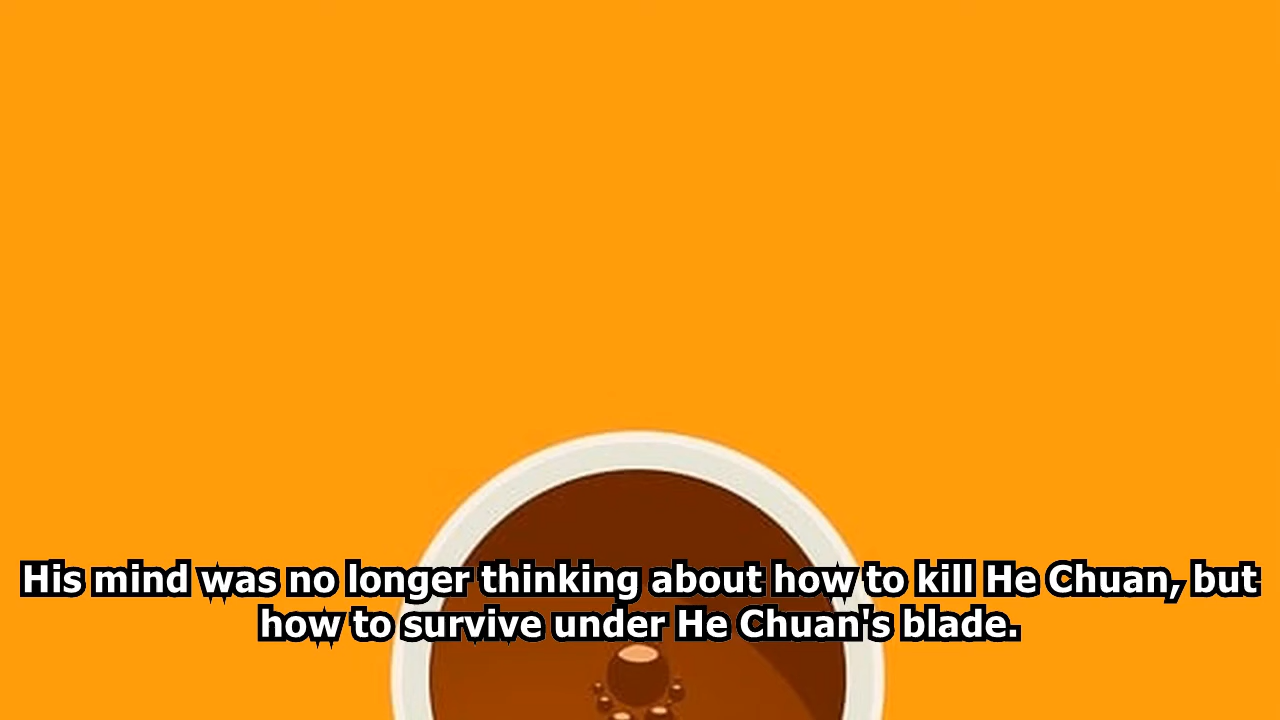 His mind was no longer thinking about how to kill He Chuan, but
how to survive under He Chuan's blade.